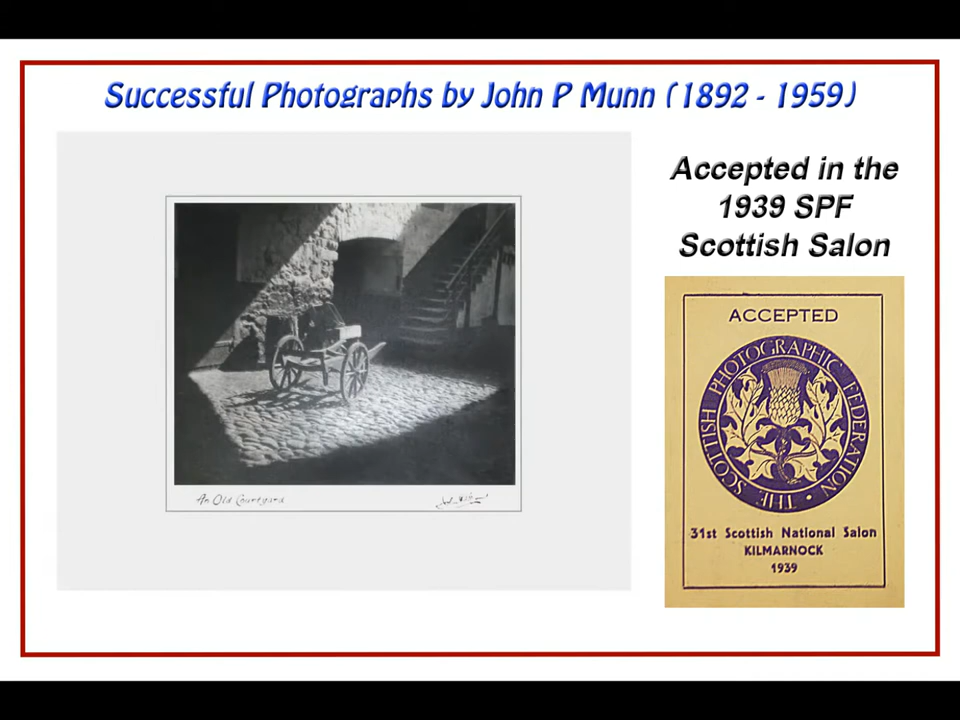 Successful Photographs by John P Munn (1892 - 1959)
Accepted in the
1939 SPF
Scottish Salon
An Old Courtyard
ACCEPTED
THE SCOTTISH PHOTOGRAPHIC FEDERATION
31st Scottish National Salon
KILMARNOCK
1939